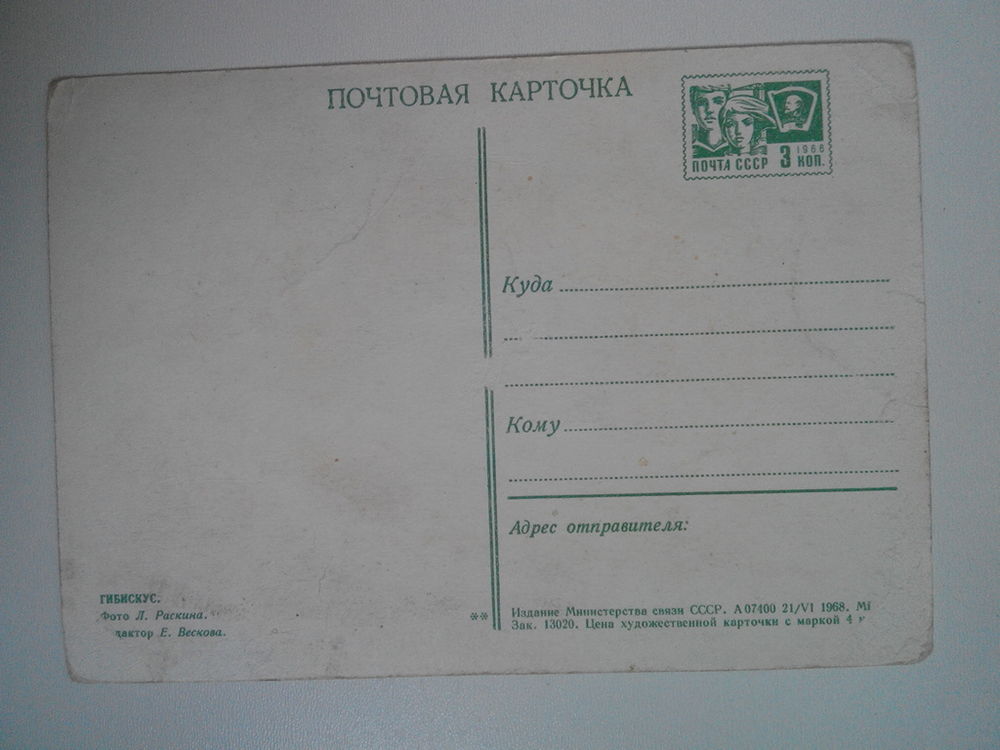 ПОЧТОВАЯ КАРТОЧКА
1966
ПОЧТА СССР 3 КОП.
Куда
Кому
Адрес отправителя:
ГИБИСКУС.
Фото Л. Раскина.
Е. Вескова.
**
Издание Министерства связи СССР. А 07400 21/VI 1968.
Зак. 13020. Цена художественной карточки с маркой 4